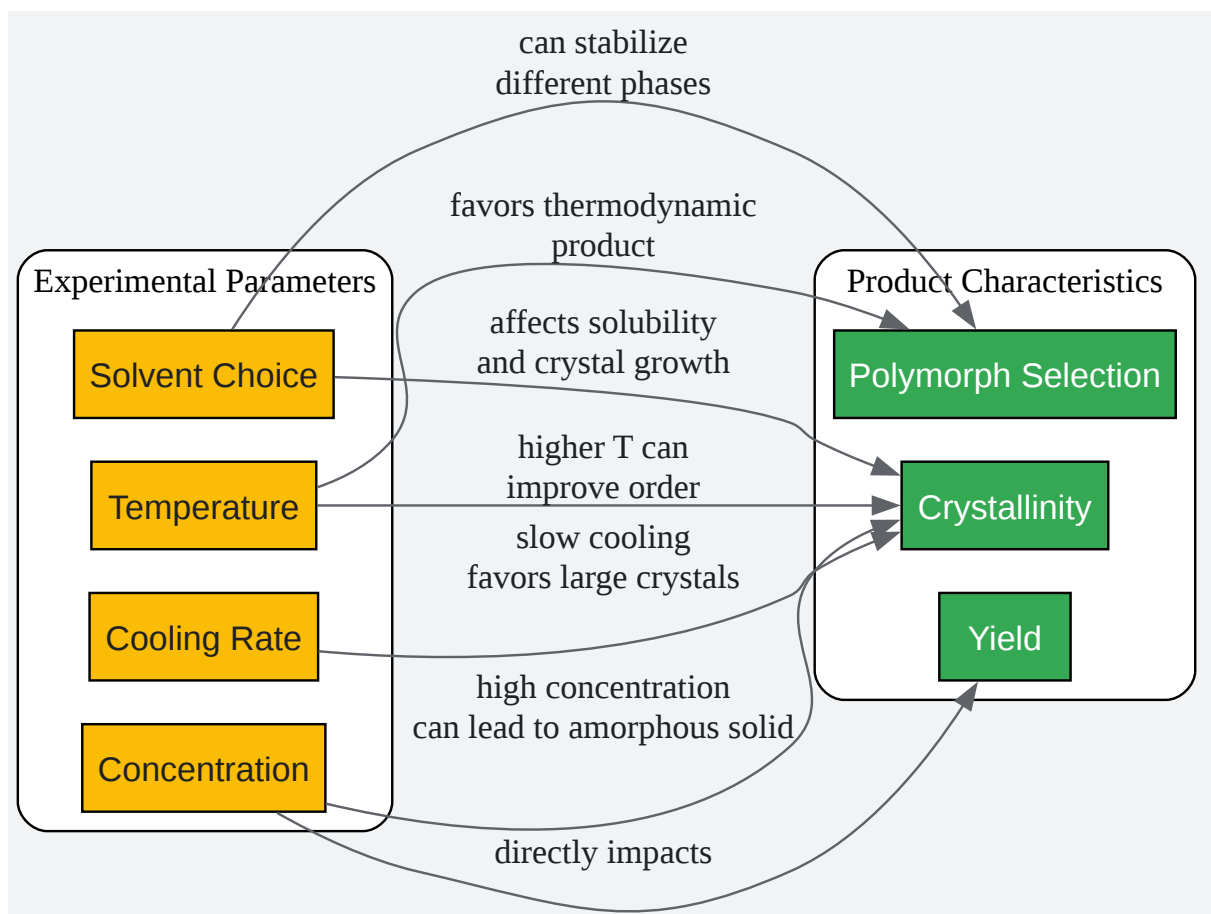 can stabilize
different phases
favors thermodynamic
product
Experimental Parameters
Product Characteristics
affects solubility
and crystal growth
Solvent Choice
Polymorph Selection
higher T can
improve order
Temperature
Crystallinity
slow cooling
favors large crystals
Cooling Rate
Yield
high concentration
can lead to amorphous solid
Concentration
directly impacts